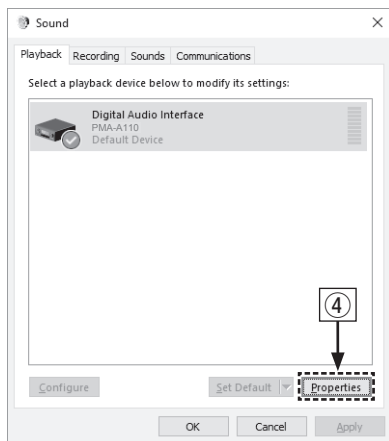 Sound
Playback Recording Sounds Communications
Select a playback device below to modify its settings:
Digital Audio Interface
PMA-A110
Default Device
④
Configure Set Default Properties
OK Cancel Apply